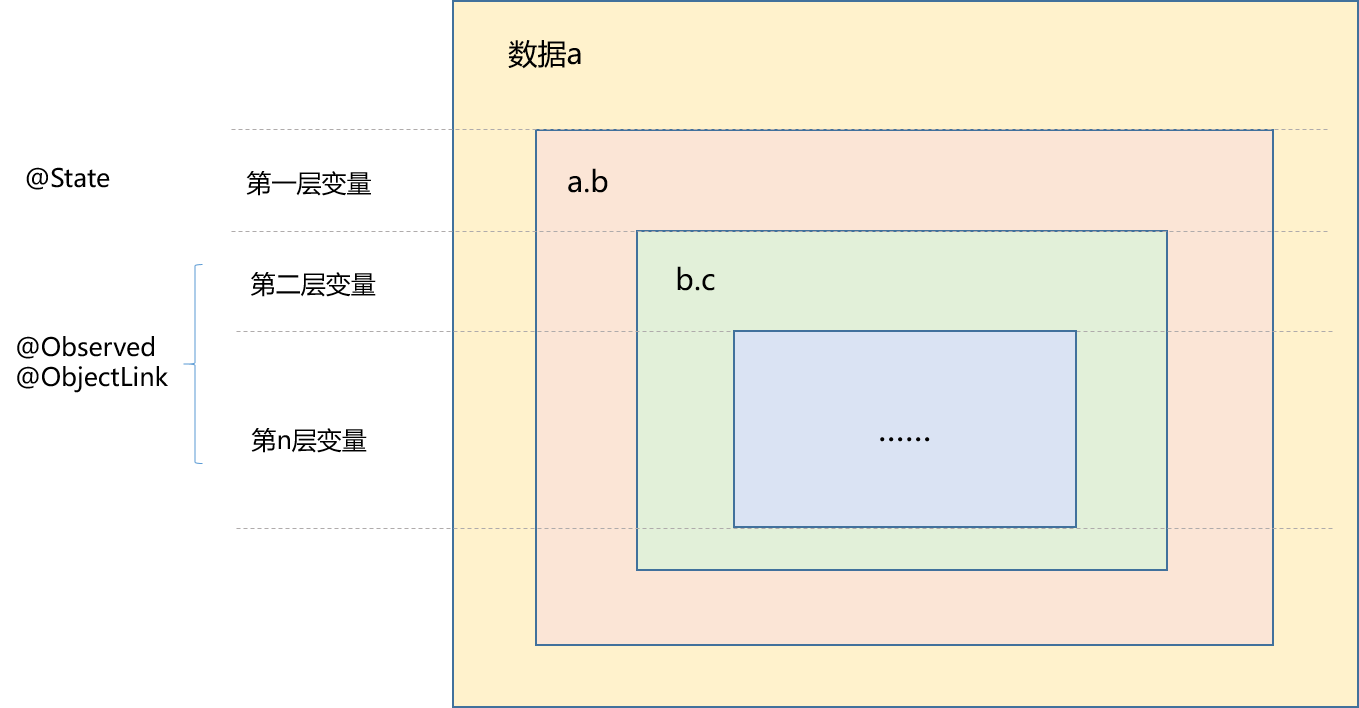 数据a
@State
第一层变量
a.b
第二层变量
b.c
@Observed
@ObjectLink
第n层变量
......